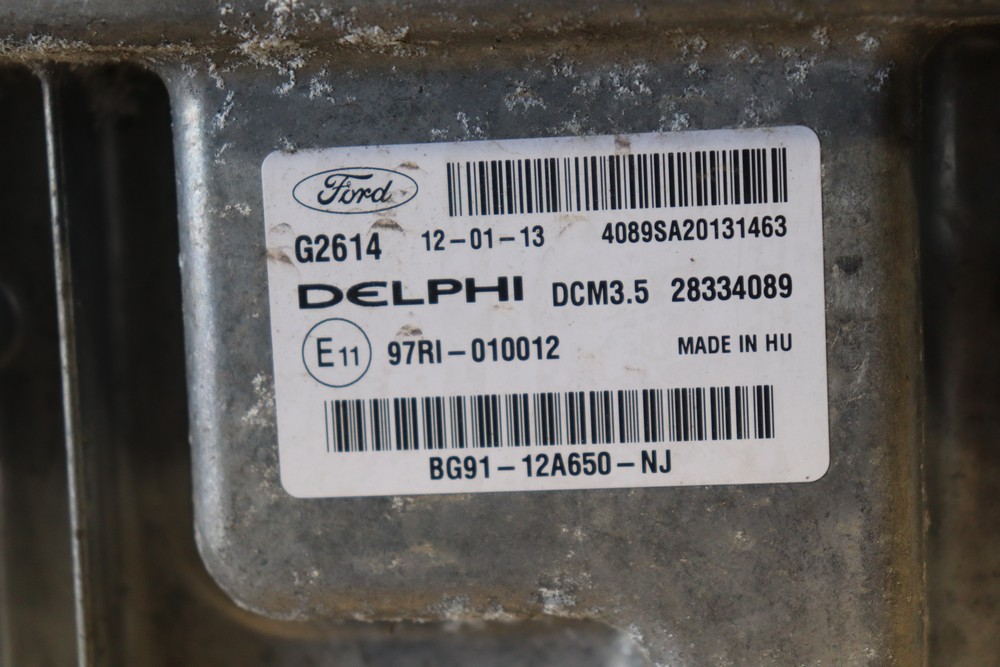 Ford
G2614 12-01-13 4089SA20131463
DELPHI DCM3.5 28334089
E11 97RI-010012 MADE IN HU
BG91-12A650-NJ